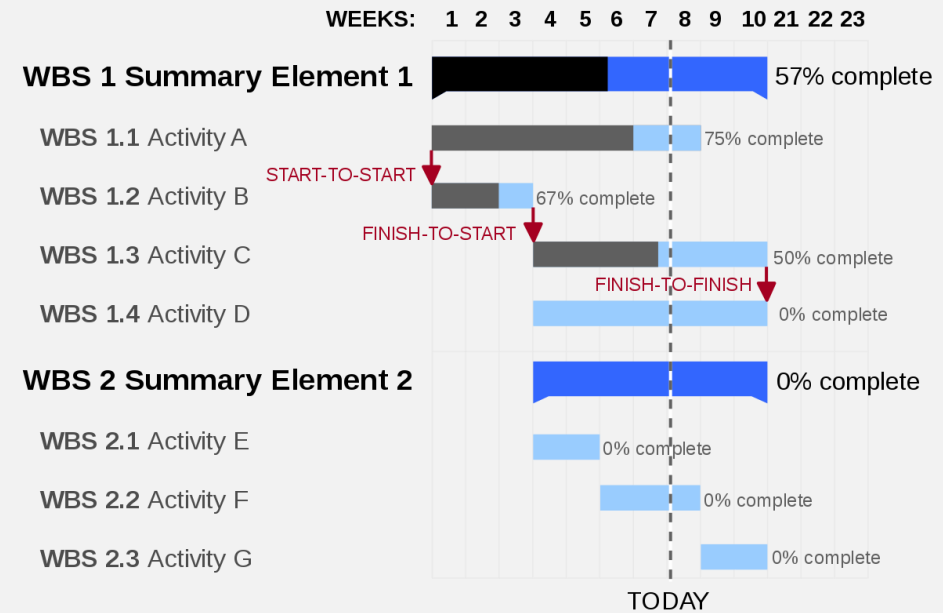 WEEKS: 1 2 3 4 5 6 7 8 9 10 21 22 23
WBS 1 Summary Element 1 57% complete
WBS 1.1 Activity A 75% complete
START-TO-START
WBS 1.2 Activity B 67% complete
FINISH-TO-START
WBS 1.3 Activity C 50% complete
FINISH-TO-FINISH
WBS 1.4 Activity D 0% complete
WBS 2 Summary Element 2 0% complete
WBS 2.1 Activity E 0% complete
WBS 2.2 Activity F 0% complete
WBS 2.3 Activity G 0% complete
TODAY